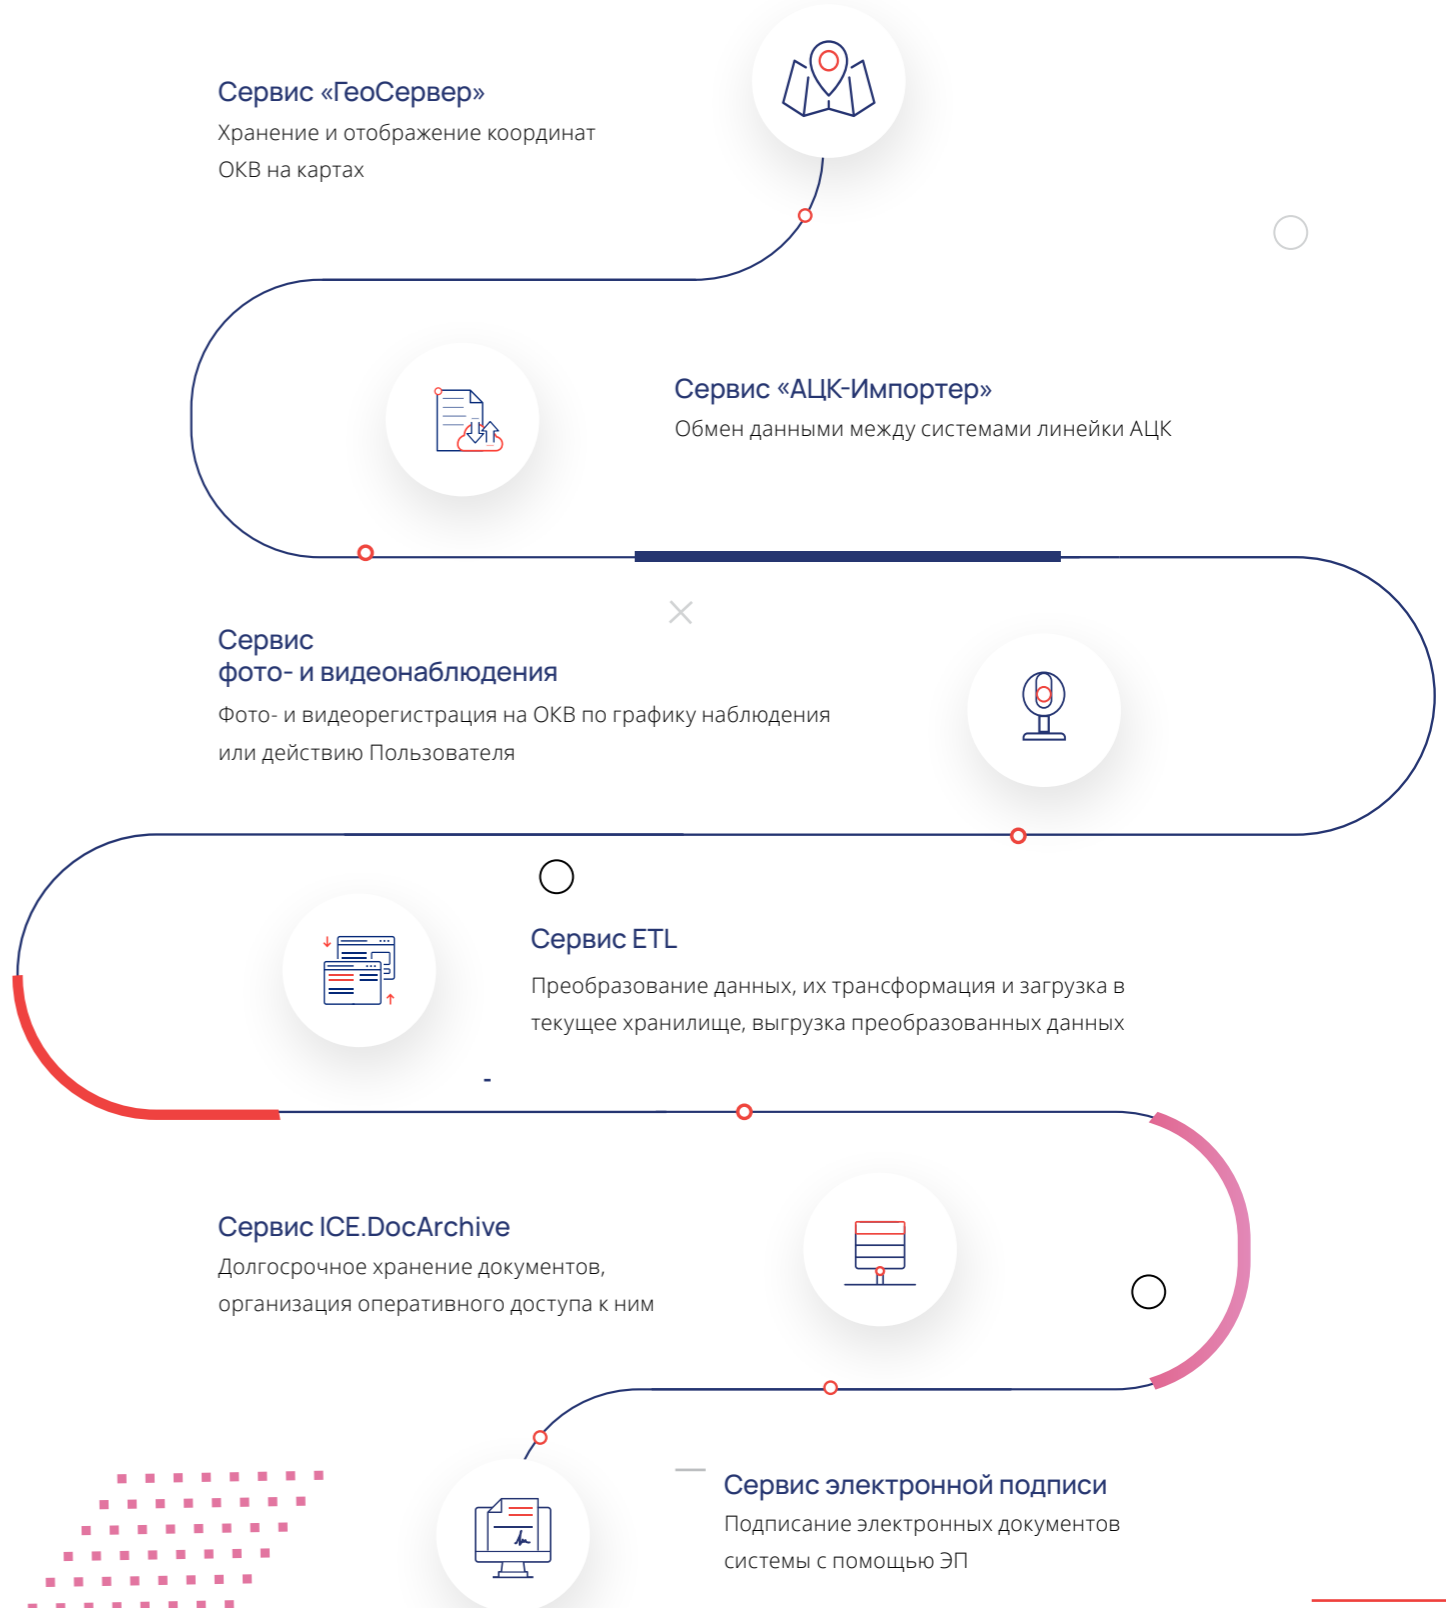 Сервис «ГеоСервер»
Хранение и отображение координат
ОКВ на картах
Сервис «АЦК-Импортер»
Обмен данными между системами линейки АЦК
Сервис
фото- и видеонаблюдения
Фото- и видеорегистрация на ОКВ по графику наблюдения
или действию Пользователя
Сервис ETL
Преобразование данных, их трансформация и загрузка в
текущее хранилище, выгрузка преобразованных данных
-
Сервис ICE.DocArchive
Долгосрочное хранение документов,
организация оперативного доступа к ним
Сервис электронной подписи
Подписание электронных документов
системы с помощью ЭП